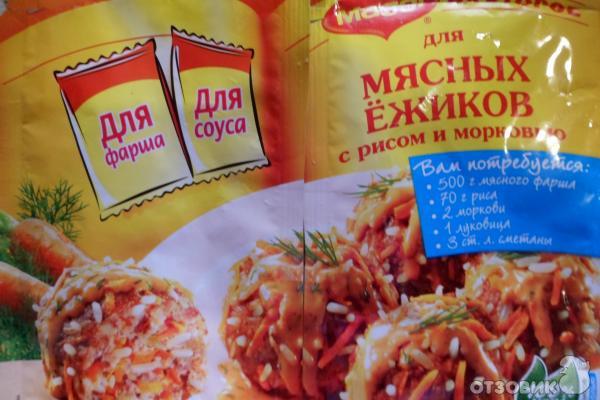 Для
фарша
Для
соуса
Maggi
для
МЯСНЫХ
ЁЖИКОВ
с рисом и морковью
Вам потребуется:
• 500 г мясного фарша
• 70 г риса
• 2 моркови
• 1 луковица
• 3 ст. л. сметаны
ОТЗОВИК